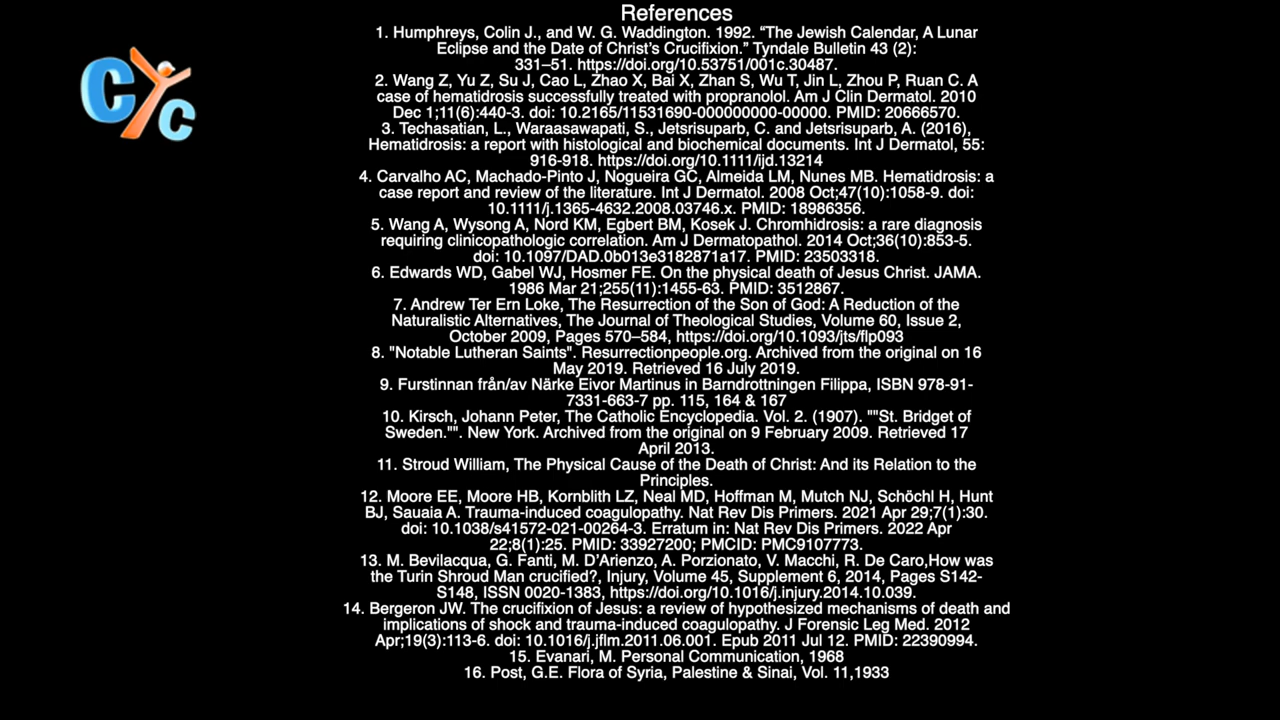 References
1. Humphreys, Colin J., and W. G. Waddington. 1992. “The Jewish Calendar, A Lunar
Eclipse and the Date of Christ’s Crucifixion.” Tyndale Bulletin 43 (2):
331–51. https://doi.org/10.53751/001c.30487.
2. Wang Z, Yu Z, Su J, Cao L, Zhao X, Bai X, Zhan S, Wu T, Jin L, Zhou P, Ruan C. A
case of hematidrosis successfully treated with propranolol. Am J Clin Dermatol. 2010
Dec 1;11(6):440-3. doi: 10.2165/11531690-000000000-00000. PMID: 20666570.
3. Techasatian, L., Waraasawapati, S., Jetsrisuparb, C. and Jetsrisuparb, A. (2016),
Hematidrosis: a report with histological and biochemical documents. Int J Dermatol, 55:
916-918. https://doi.org/10.1111/ijd.13214
4. Carvalho AC, Machado-Pinto J, Nogueira GC, Almeida LM, Nunes MB. Hematidrosis: a
case report and review of the literature. Int J Dermatol. 2008 Oct;47(10):1058-9. doi:
10.1111/j.1365-4632.2008.03746.x. PMID: 18986356.
5. Wang A, Wysong A, Nord KM, Egbert BM, Kosek J. Chromhidrosis: a rare diagnosis
requiring clinicopathologic correlation. Am J Dermatopathol. 2014 Oct;36(10):853-5.
doi: 10.1097/DAD.0b013e3182871a17. PMID: 23503318.
6. Edwards WD, Gabel WJ, Hosmer FE. On the physical death of Jesus Christ. JAMA.
1986 Mar 21;255(11):1455-63. PMID: 3512867.
7. Andrew Ter Ern Loke, The Resurrection of the Son of God: A Reduction of the
Naturalistic Alternatives, The Journal of Theological Studies, Volume 60, Issue 2,
October 2009, Pages 570–584, https://doi.org/10.1093/jts/flp093
8. "Notable Lutheran Saints". Resurrectionpeople.org. Archived from the original on 16
May 2019. Retrieved 16 July 2019.
9. Furstinnan från/av Närke Eivor Martinus in Barndrottningen Filippa, ISBN 978-91-
7331-663-7 pp. 115, 164 & 167
10. Kirsch, Johann Peter, The Catholic Encyclopedia. Vol. 2. (1907). ""St. Bridget of
Sweden."". New York. Archived from the original on 9 February 2009. Retrieved 17
April 2013.
11. Stroud William, The Physical Cause of the Death of Christ: And its Relation to the
Principles.
12. Moore EE, Moore HB, Kornblith LZ, Neal MD, Hoffman M, Mutch NJ, Schöchl H, Hunt
BJ, Sauaia A. Trauma-induced coagulopathy. Nat Rev Dis Primers. 2021 Apr 29;7(1):30.
doi: 10.1038/s41572-021-00264-3. Erratum in: Nat Rev Dis Primers. 2022 Apr
22;8(1):25. PMID: 33927200; PMCID: PMC9107773.
13. M. Bevilacqua, G. Fanti, M. D’Arienzo, A. Porzionato, V. Macchi, R. De Caro,How was
the Turin Shroud Man crucified?, Injury, Volume 45, Supplement 6, 2014, Pages S142-
S148, ISSN 0020-1383, https://doi.org/10.1016/j.injury.2014.10.039.
14. Bergeron JW. The crucifixion of Jesus: a review of hypothesized mechanisms of death and
implications of shock and trauma-induced coagulopathy. J Forensic Leg Med. 2012
Apr;19(3):113-6. doi: 10.1016/j.jflm.2011.06.001. Epub 2011 Jul 12. PMID: 22390994.
15. Evanari, M. Personal Communication, 1968
16. Post, G.E. Flora of Syria, Palestine & Sinai, Vol. 11,1933
CYC